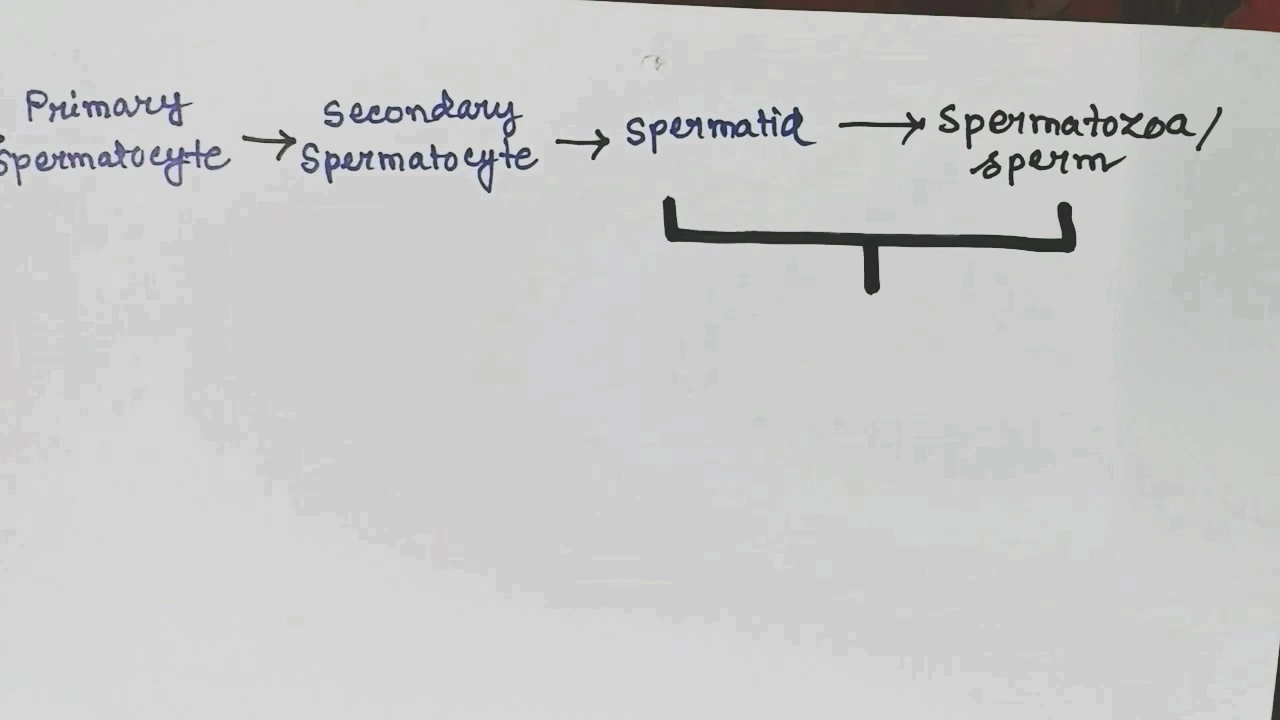 Primary
Spermatocyte → Secondary
Spermatocyte → Spermatid → Spermatozoa/
sperm